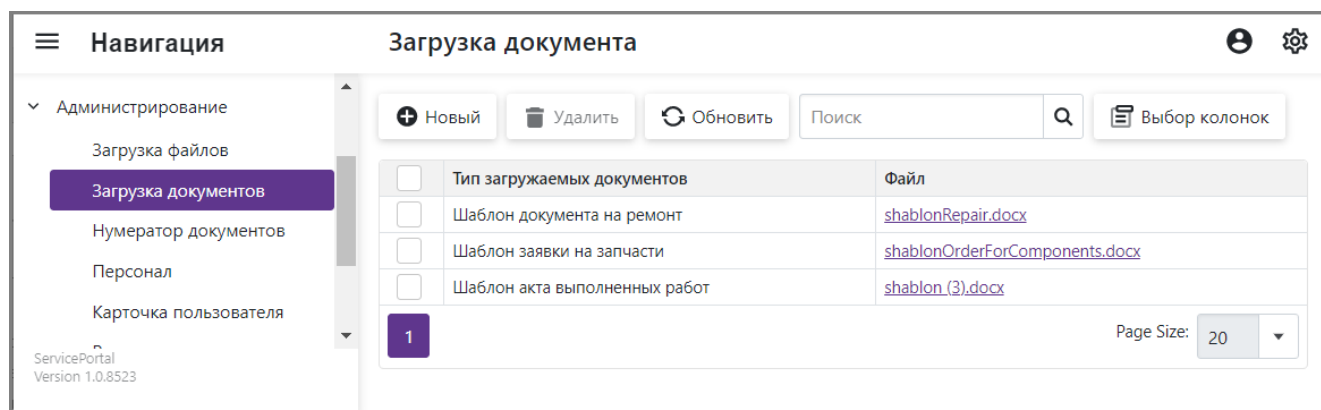 Навигация
Загрузка документа
Администрирование
Загрузка файлов
Загрузка документов
Нумератор документов
Персонал
Карточка пользователя
ServicePortal
Version 1.0.8523
Новый
Удалить
Обновить
Поиск
Выбор колонок
Тип загружаемых документов Файл
Шаблон документа на ремонт shablonRepair.docx
Шаблон заявки на запчасти shablonOrderForComponents.docx
Шаблон акта выполненных работ shablon (3).docx
1
Page Size: 20